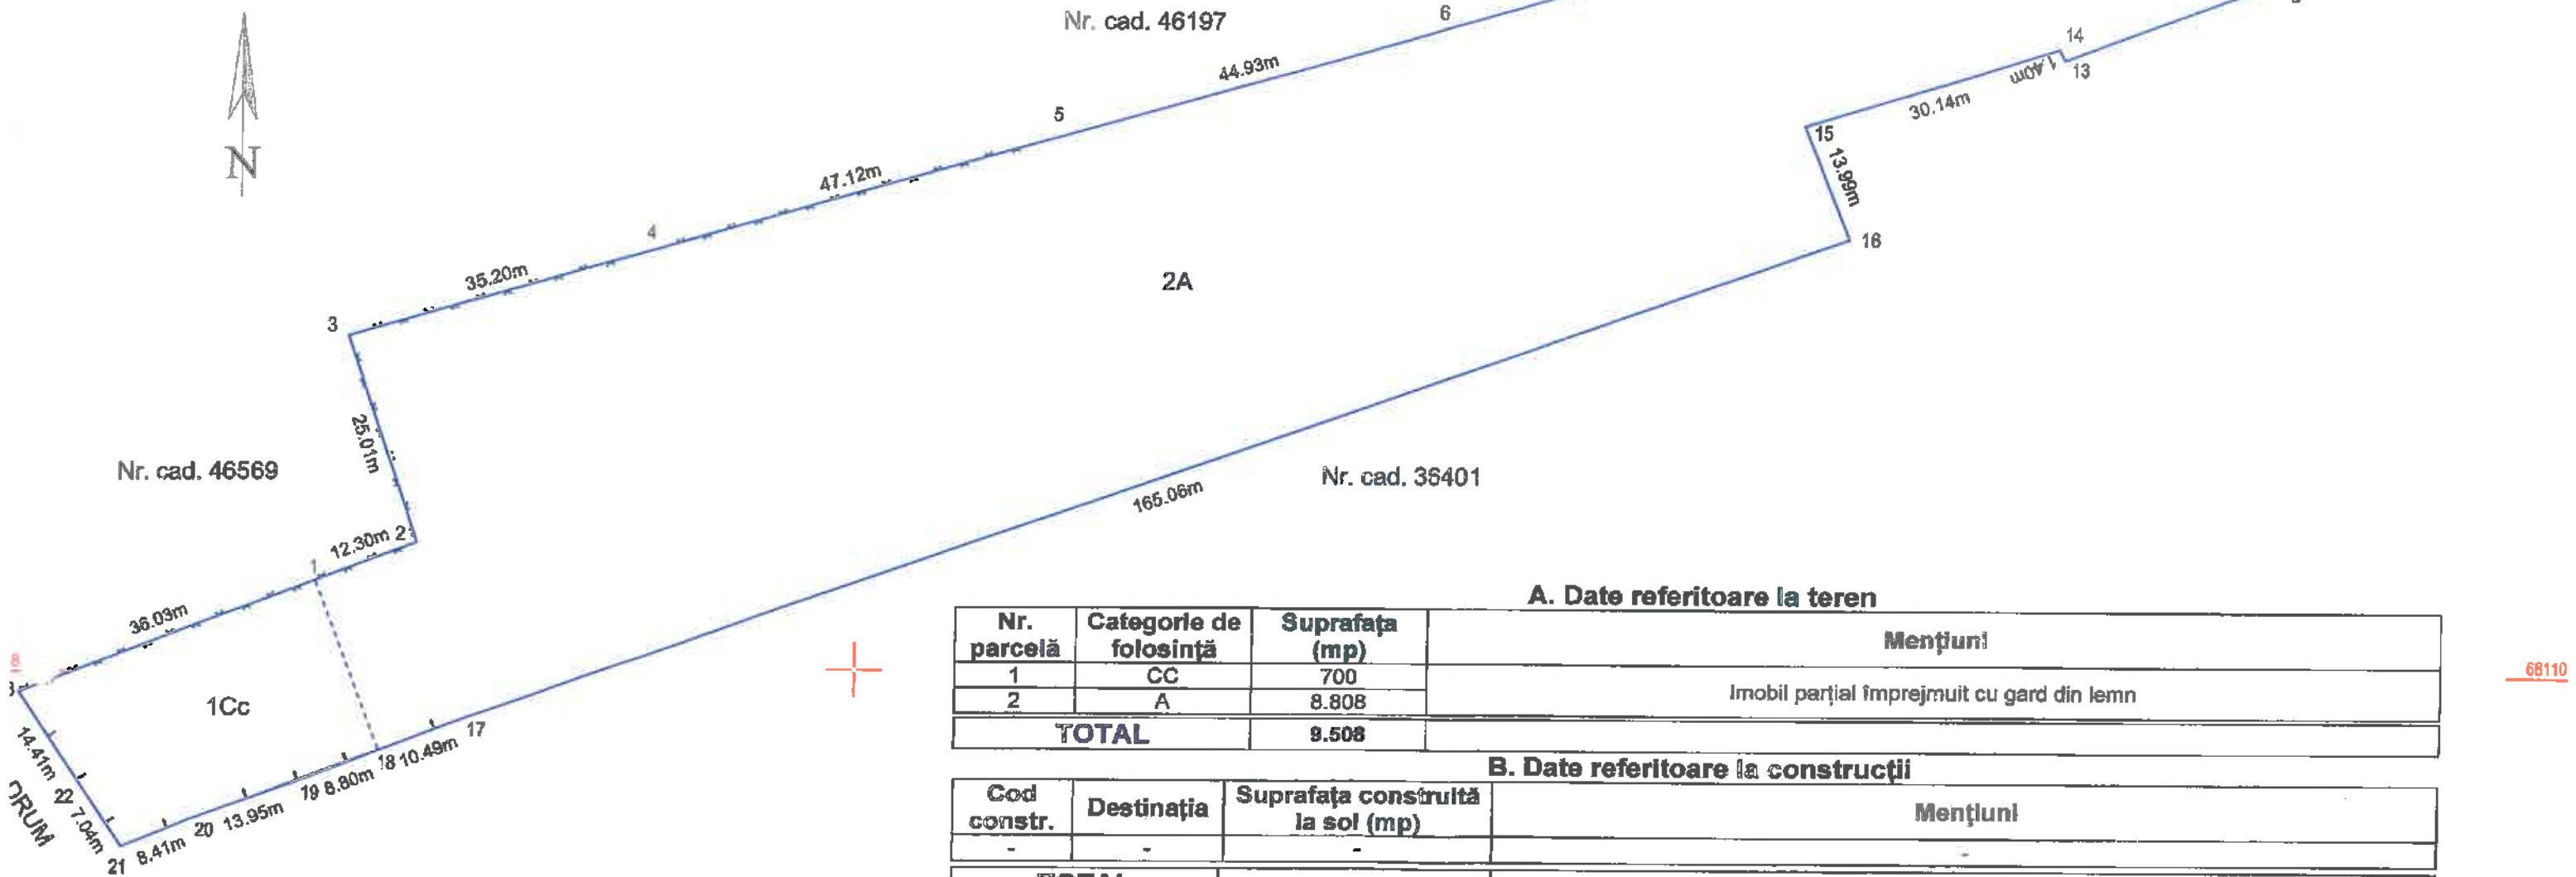 Nr. cad. 46197
6
14
1.40m
13
44.93m
30.14m
5
15
13.99m
N
47.12m
4
16
35.20m
2A
3
25.01m
Nr. cad. 46569
Nr. cad. 36401
165.06m
12.30m 2
1
36.03m
A. Date referitoare la teren
Nr. parcelă Categorie de folosință Suprafața (mp) Mențiuni
1 CC 700 Imobil parțial împrejmuit cu gard din lemn
2 A 8.808
TOTAL 9.508
68110
8
1Cc
17
10.49m
18
8.80m
19
13.95m
20
8.41m
21
14.41m
22
7.04m
DRUM
B. Date referitoare la construcții
Cod constr. Destinația Suprafața construită la sol (mp) Mențiuni
- - - -